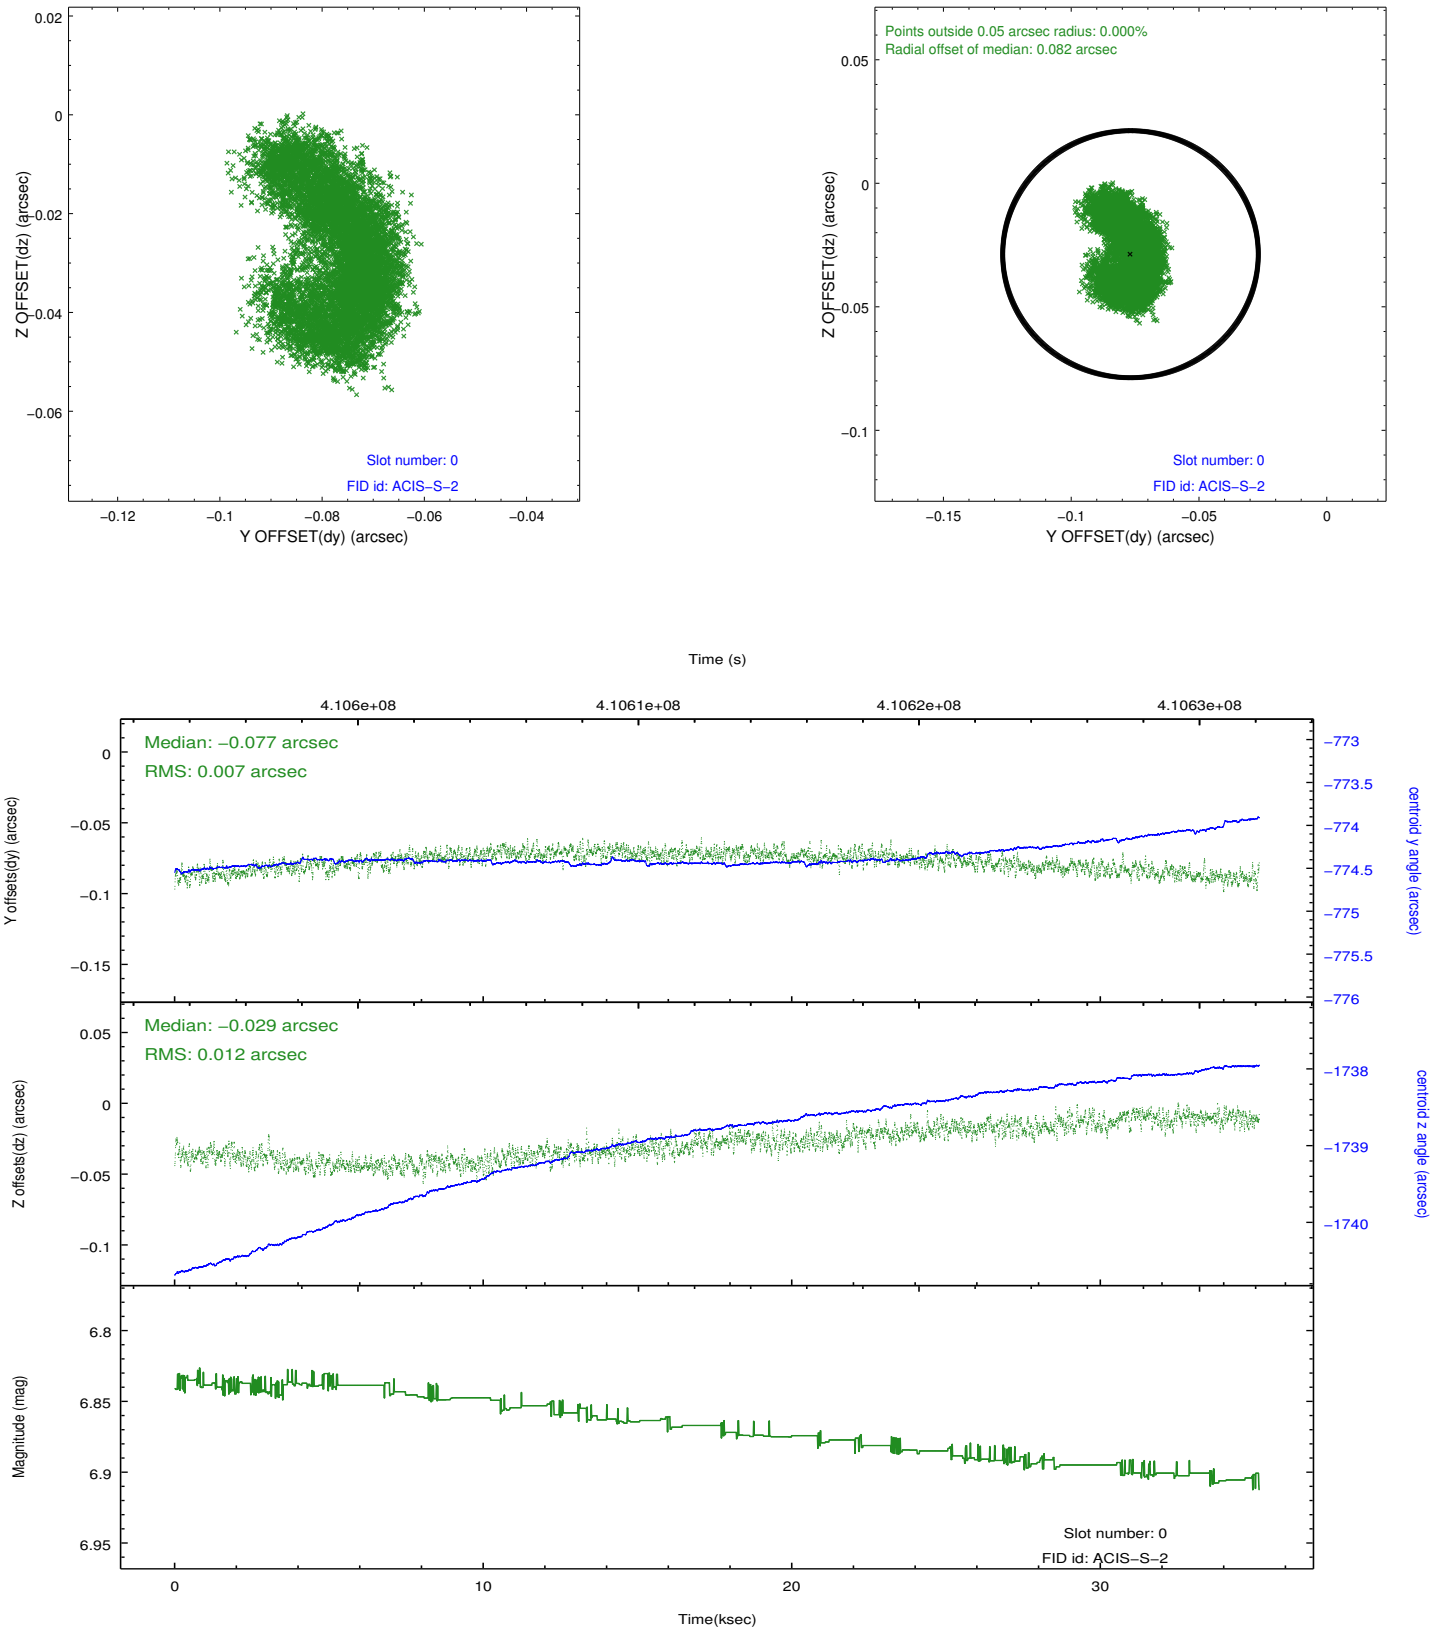 0.02
0
−0.02
−0.04
−0.06
Z OFFSET(dz) (arcsec)
Slot number: 0
FID id: ACIS−S−2
−0.12 −0.1 −0.08 −0.06 −0.04
Y OFFSET(dy) (arcsec)
Points outside 0.05 arcsec radius: 0.000%
Radial offset of median: 0.082 arcsec
0.05
0
−0.05
−0.1
Z OFFSET(dz) (arcsec)
Slot number: 0
FID id: ACIS−S−2
−0.15 −0.1 −0.05 0
Y OFFSET(dy) (arcsec)
Time (s)
4.106e+08 4.1061e+08 4.1062e+08 4.1063e+08
Median: −0.077 arcsec
RMS: 0.007 arcsec
0
−0.05
−0.1
−0.15
Y offsets(dy) (arcsec)
−773
−773.5
−774
−774.5
−775
−775.5
−776
centroid y angle (arcsec)
Median: −0.029 arcsec
RMS: 0.012 arcsec
0.05
0
−0.05
−0.1
Z offsets(dz) (arcsec)
−1738
−1739
−1740
centroid z angle (arcsec)
6.8
6.85
6.9
6.95
Magnitude (mag)
Slot number: 0
FID id: ACIS−S−2
0 10 20 30
Time(ksec)